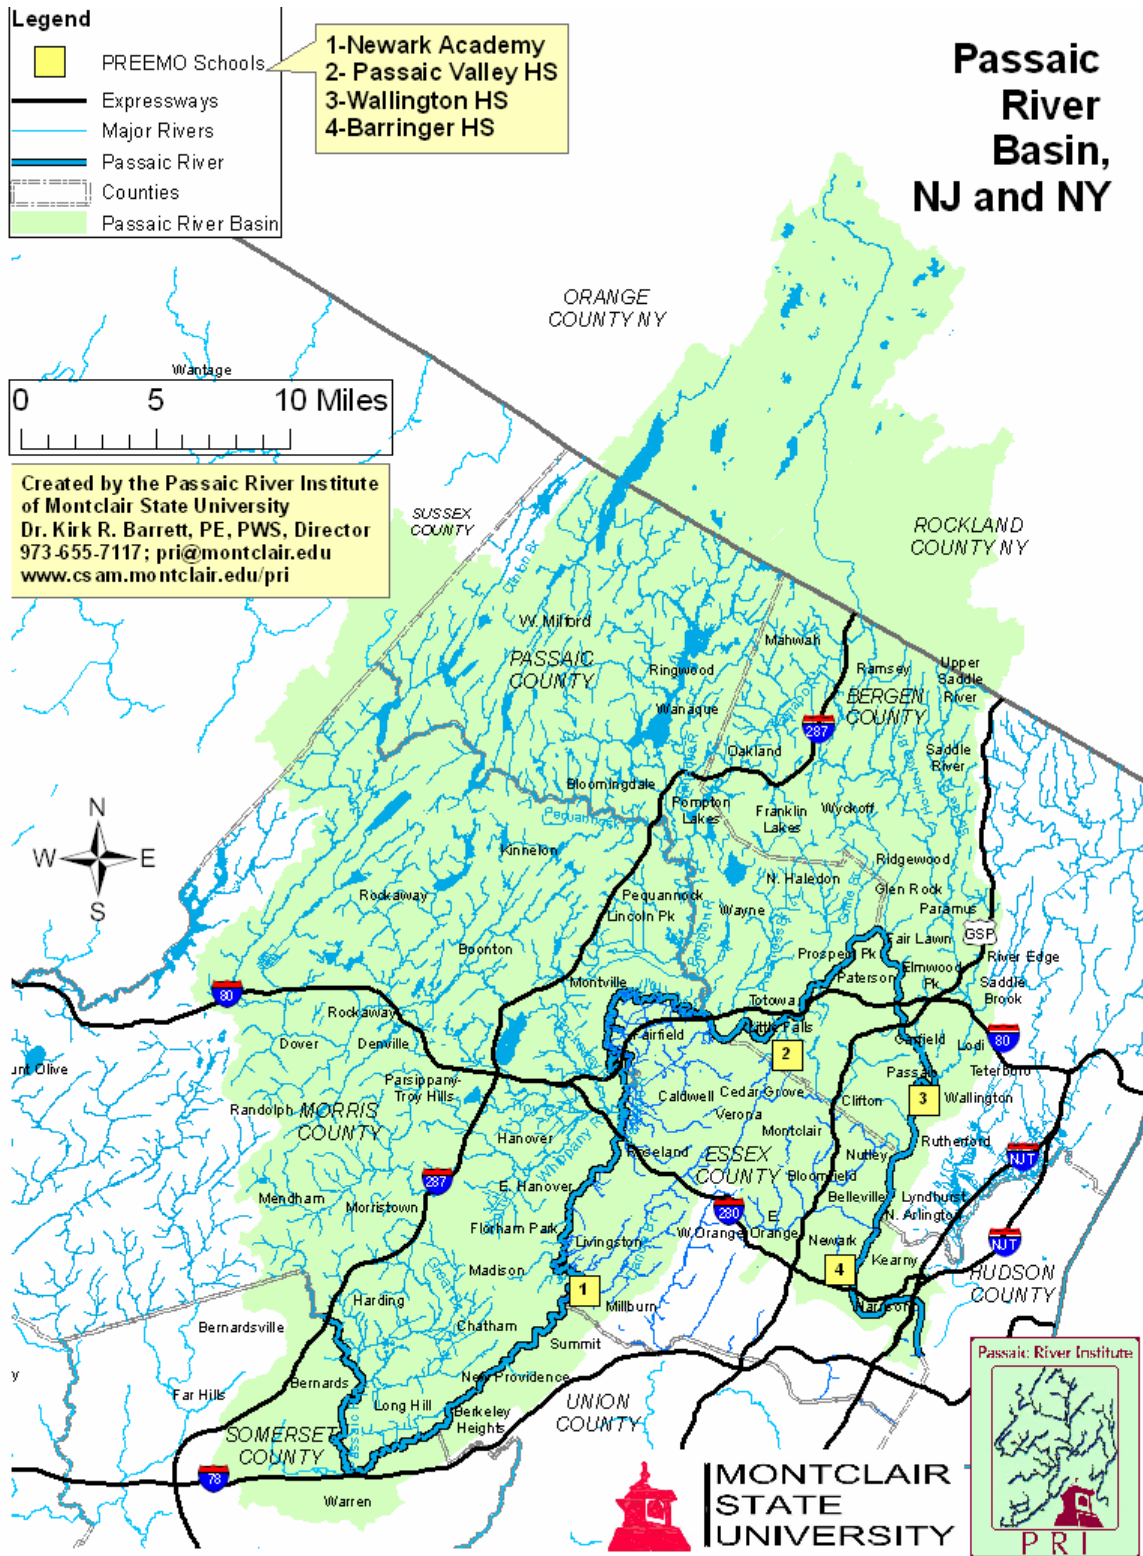 Legend
PREEMO Schools
Expressways
Major Rivers
Passaic River
Counties
Passaic River Basin
1-Newark Academy
2- Passaic Valley HS
3-Wallington HS
4-Barringer HS
Passaic
River
Basin,
NJ and NY
ORANGE
COUNTY NY
Wantage
0 5 10 Miles
Created by the Passaic River Institute
of Montclair State University
Dr. Kirk R. Barrett, PE, PWS, Director
973-655-7117; pri@montclair.edu
www.csam.montclair.edu/pri
SUSSEX
COUNTY
ROCKLAND
COUNTY NY
Clinton Br
W. Milford
PASSAIC
COUNTY
Ringwood
Wanaque
Mahwah
Ramsey
Upper
Saddle
River
BERGEN
COUNTY
287
Oakland
Saddle
River
Bloomingdale
Pompton
Lakes
Franklin
Lakes
Wyckoff
Pequannock
N
W E
S
Kinnelon
Ridgewood
Rockaway
N. Haledon
Glen Rock
Pequannock
Lincoln Pk
Wayne
Paramus
GSP
Boonton
Fair Lawn
Prospect Pk
River Edge
Montville
Paterson
Elmwood
Pk
Saddle
Brook
80
Rockaway
Totowa
Little Falls
Fairfield
Dover
Denville
2
Garfield
Lodi
80
unt Olive
Passaic
Teterboro
Parsippany-
Troy Hills
Caldwell
Cedar Grove
Verona
Clifton
3
Wallington
Randolph
MORRIS
COUNTY
Montclair
Hanover
Whippany R
Rutherford
Roseland
ESSEX
COUNTY
Nutley
NJT
287
Bloomfield
E. Hanover
Mendham
Morristown
Belleville
Lyndhurst
N. Arlington
280
Florham Park
W.Orange
E
Orange
Newark
NJT
Livingston
Kearny
Madison
4
HUDSON
COUNTY
1
Millburn
Harrison
Harding
Bernardsville
Chatham
Summit
Passaic River Institute
Bernards
New Providence
Far Hills
Long Hill
Berkeley
Heights
UNION
COUNTY
SOMERSET
COUNTY
78
Warren
MONTCLAIR
STATE
UNIVERSITY
PRI